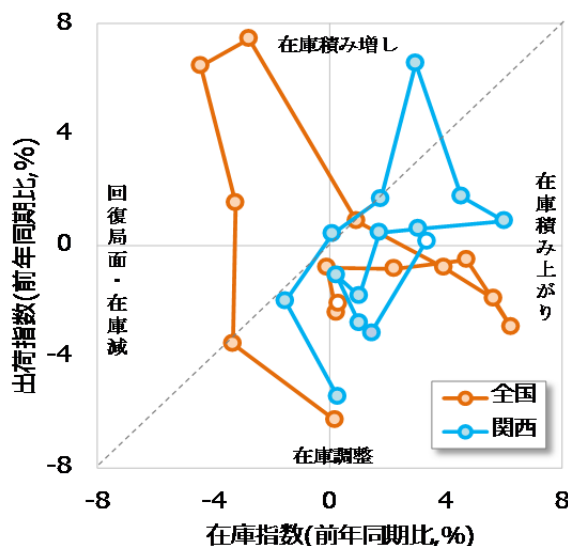 8
4
0
-4
-8
-8
-4
0
4
8
出荷指数(前年同期比,%)
在庫指数(前年同期比,%)
在庫積み増し
回復局面・在庫減
在庫積み上がり
在庫調整
全国
関西